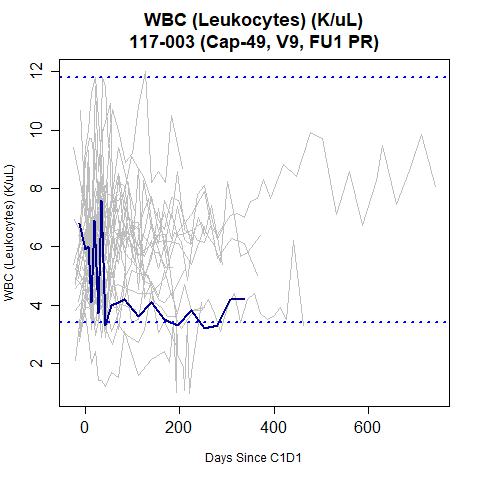 WBC (Leukocytes) (K/uL)
117-003 (Cap-49, V9, FU1 PR)
WBC (Leukocytes) (K/uL)
12
10
8
6
4
2
0 200 400 600
Days Since C1D1